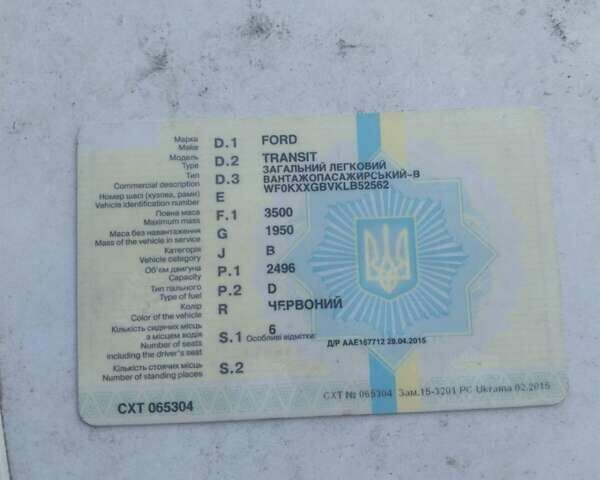 Марка D.1 FORD
Make
Модель D.2 TRANSIT
Type ЗАГАЛЬНИЙ ЛЕГКОВИЙ
Тип D.3 ВАНТАЖОПАСАЖИРСЬКИЙ-В
Commercial description WF0KXXGBVKLB52562
Номер шасі (кузова, рами) E
Vehicle identification number
Повна маса F.1 3500
Maximum mass
Маса без навантаження G 1950
Mass of the vehicle in service
Категорія J B
Vehicle category
Об'єм двигуна P.1 2496
Capacity
Тип пального P.2 D
Type of fuel
Колір R ЧЕРВОНИЙ
Color of the vehicle
Кількість сидячих місць 6
з місцем водія S.1 Особливі відмітки:
Number of seats Д/Р ААЕ167712 29.04.2015
including the driver's seat
Кількість стоячих місць S.2
Number of standing places
СХТ № 065304 Зам.15-3201 РС Ukraina 02.2015
СХТ 065304